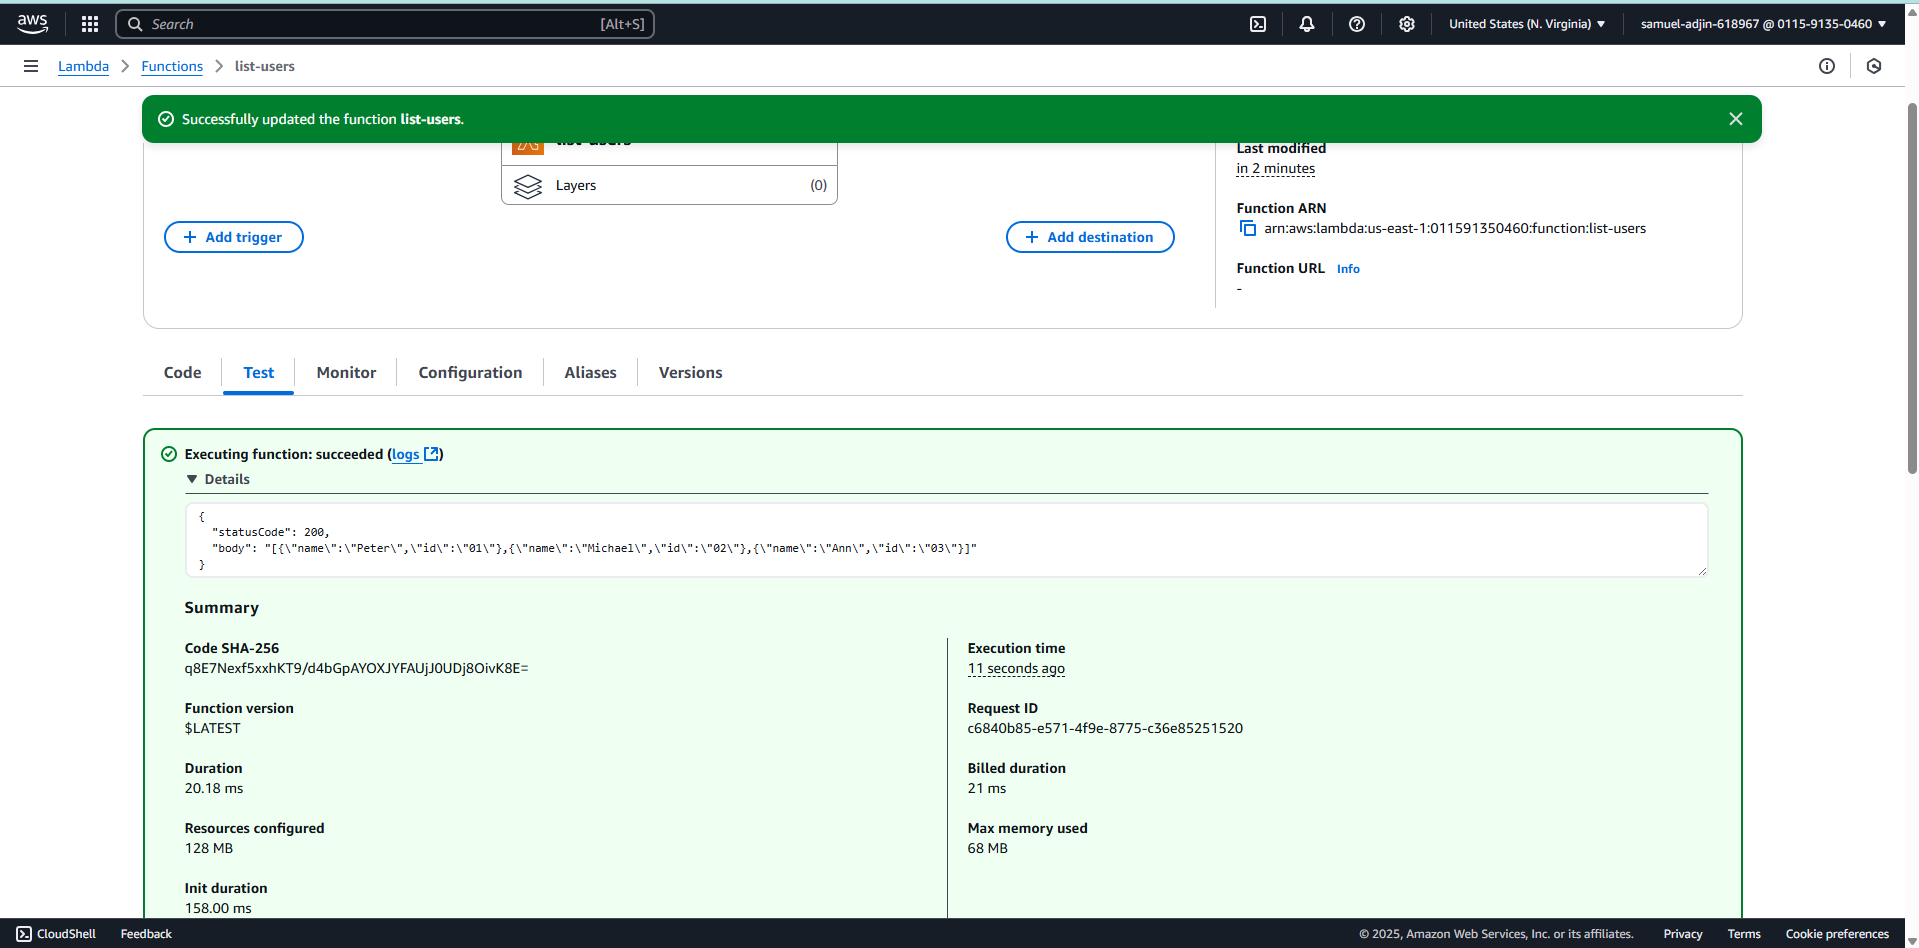 aws
Search [Alt+S]
United States (N. Virginia) samuel-adjin-618967 @ 0115-9135-0460
Lambda Functions list-users
Successfully updated the function list-users.
Last modified
in 2 minutes
Layers (0)
Function ARN
arn:aws:lambda:us-east-1:011591350460:function:list-users
Add trigger
Add destination
Function URL Info
-
Code Test Monitor Configuration Aliases Versions
Executing function: succeeded (logs)
Details
{
"statusCode": 200,
"body": "[{\"name\":\"Peter\",\"id\":\"01\"},{\"name\":\"Michael\",\"id\":\"02\"},{\"name\":\"Ann\",\"id\":\"03\"}]"
}
Summary
Code SHA-256
q8E7Nexf5xxhKT9/d4bGpAYOXJYFAUjJ0UDj8OivK8E=
Execution time
11 seconds ago
Function version
$LATEST
Request ID
c6840b85-e571-4f9e-8775-c36e85251520
Duration
20.18 ms
Billed duration
21 ms
Resources configured
128 MB
Max memory used
68 MB
Init duration
158.00 ms
CloudShell Feedback © 2025, Amazon Web Services, Inc. or its affiliates. Privacy Terms Cookie preferences